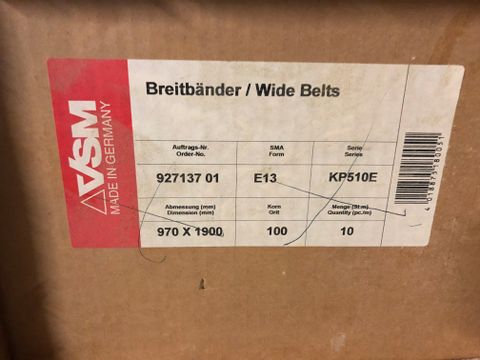 VSM
MADE IN GERMANY
Breitbänder / Wide Belts
Auftrags-Nr.
Order-No.
SMA
Form
Serie
Series
927137 01
E13
KP510E
Abmessung (mm)
Dimension (mm)
Korn
Grit
Menge (St.m)
Quantity (pc./m)
970 X 1900
100
10